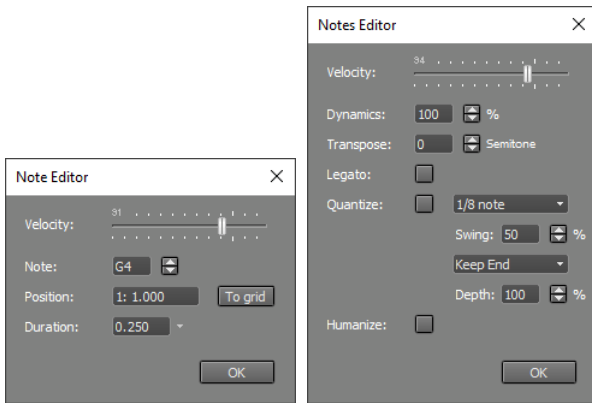 Note Editor
91
Velocity:
Note: G4
Position: 1: 1.000 To grid
Duration: 0.250
OK
Notes Editor
94
Velocity:
Dynamics: 100 %
Transpose: 0 Semitone
Legato:
Quantize: 1/8 note
Swing: 50 %
Keep End
Depth: 100 %
Humanize:
OK